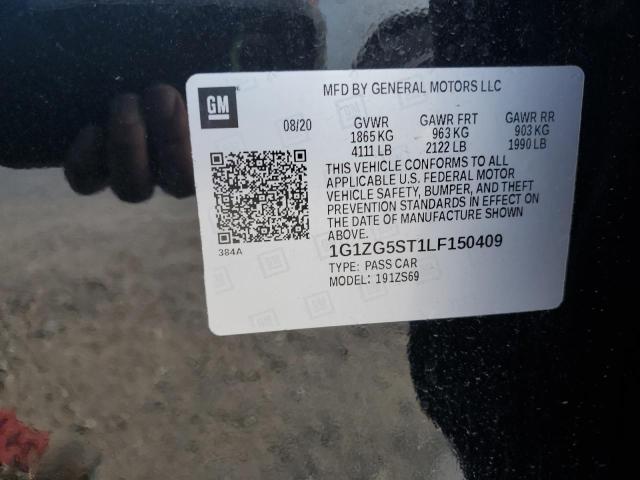 GM
MFD BY GENERAL MOTORS LLC
08/20 GVWR GAWR FRT GAWR RR
1865 KG 963 KG 903 KG
4111 LB 2122 LB 1990 LB
THIS VEHICLE CONFORMS TO ALL
APPLICABLE U.S. FEDERAL MOTOR
VEHICLE SAFETY, BUMPER, AND THEFT
PREVENTION STANDARDS IN EFFECT ON
THE DATE OF MANUFACTURE SHOWN
ABOVE.
384A
1G1ZG5ST1LF150409
TYPE: PASS CAR
MODEL: 191ZS69